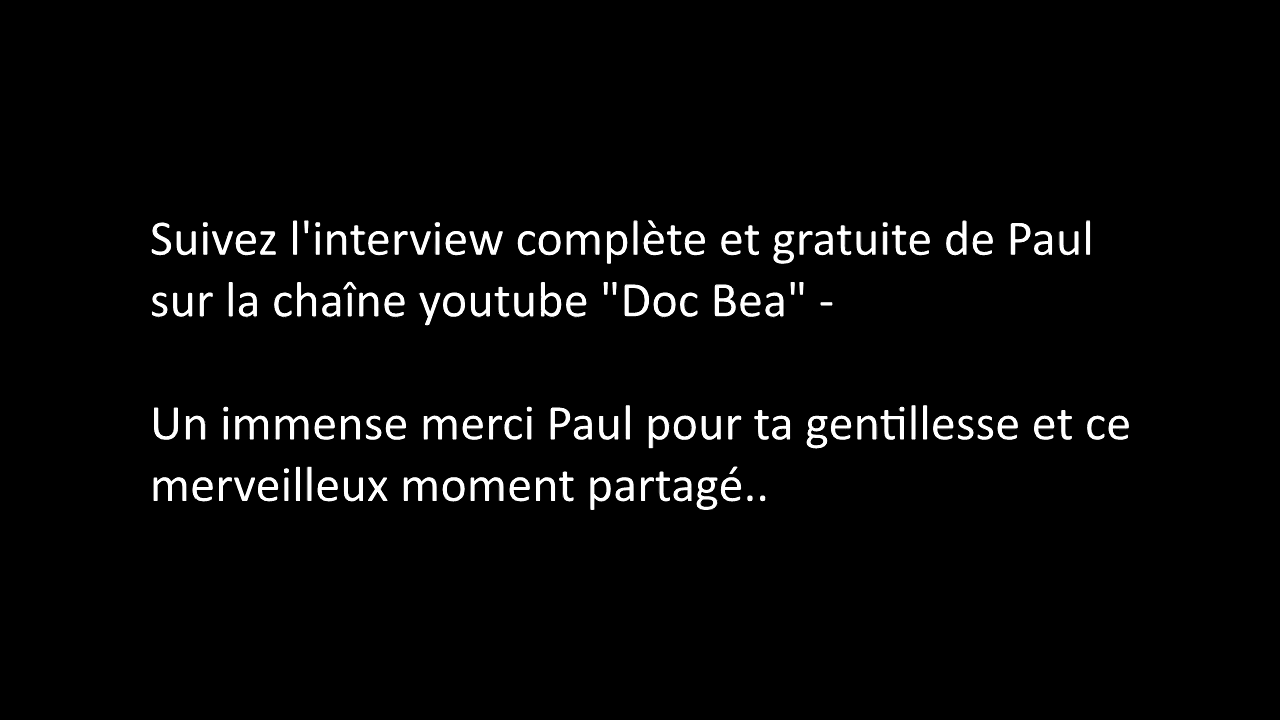 Suivez l'interview complète et gratuite de Paul
sur la chaîne youtube "Doc Bea" -
Un immense merci Paul pour ta gentillesse et ce
merveilleux moment partagé..